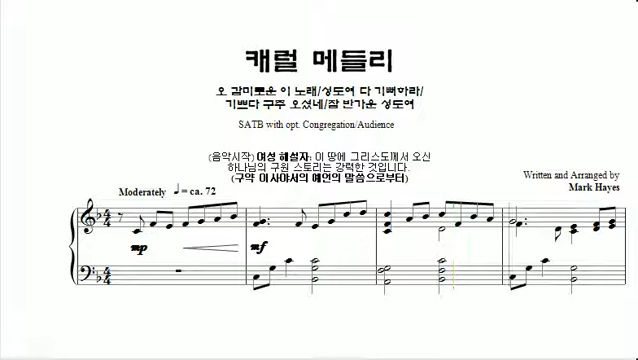 캐럴 메들리
오 감미로운 이 노래/성도여 다 기뻐하라/
기쁘다 구주 오셨네/참 반가운 성도여
SATB with opt. Congregation/Audience
(음악시작) 여성 해설자: 이 땅에 그리스도께서 오신
하나님의 구원 스토리는 강력한 것입니다.
(구약 이사야서의 예언의 말씀으로부터)
Written and Arranged by
Mark Hayes
Moderately ♩= ca. 72
mp
mf